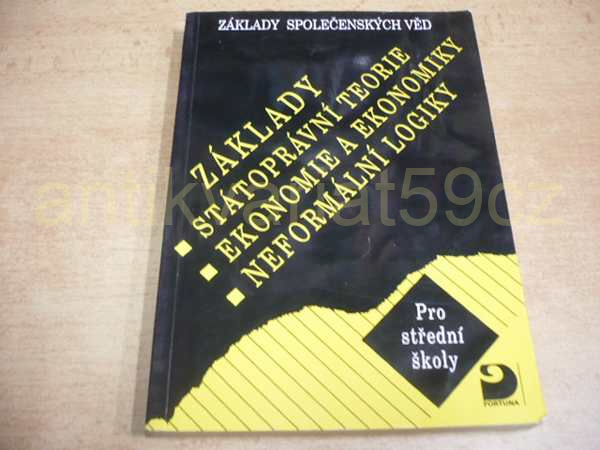 ZÁKLADY SPOLEČENSKÝCH VĚD
ZÁKLADY
STÁTOPRÁVNÍ TEORIE
EKONOMIE A EKONOMIKY
NEFORMÁLNÍ LOGIKY
antikvariat59cz
Pro
střední
školy
FORTUNA